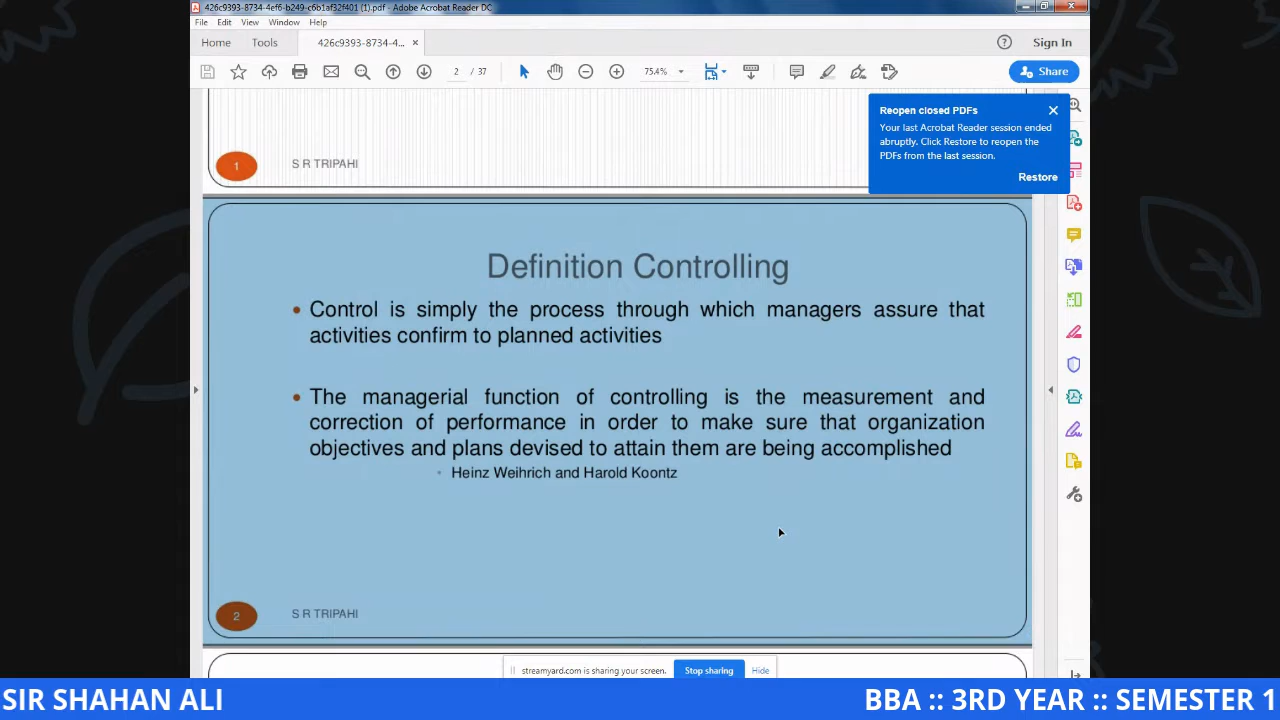 426c9393-8734-4ef6-b249-c6b1af32f401 (1).pdf - Adobe Acrobat Reader DC
File Edit View Window Help
Home Tools 426c9393-8734-4... × Sign In
2 / 37 75.4% Share
Reopen closed PDFs
Your last Acrobat Reader session ended
abruptly. Click Restore to reopen the
PDFs from the last session.
Restore
1 S R TRIPAHI
Definition Controlling
• Control is simply the process through which managers assure that
activities confirm to planned activities
• The managerial function of controlling is the measurement and
correction of performance in order to make sure that organization
objectives and plans devised to attain them are being accomplished
• Heinz Weihrich and Harold Koontz
2 S R TRIPAHI
streamyard.com is sharing your screen. Stop sharing Hide
SIR SHAHAN ALI BBA :: 3RD YEAR :: SEMESTER 1